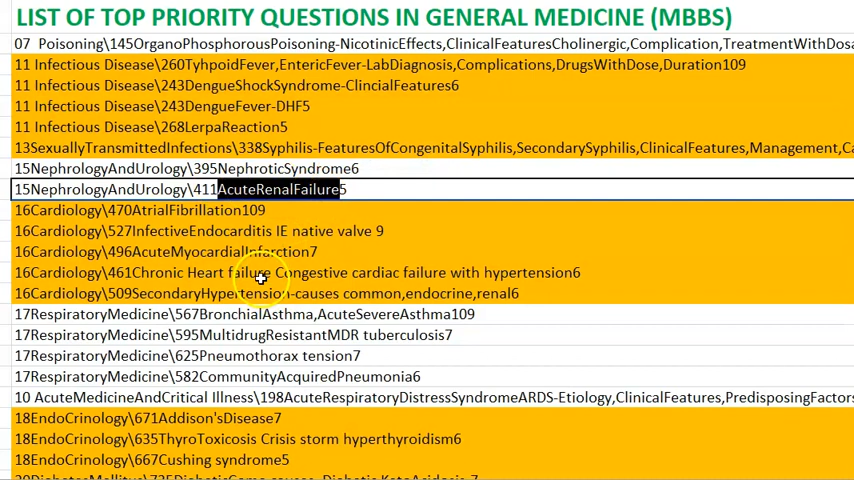 LIST OF TOP PRIORITY QUESTIONS IN GENERAL MEDICINE (MBBS)
07 Poisoning\145OrganoPhosphorousPoisoning-NicotinicEffects,ClinicalFeaturesCholinergic,Complication,TreatmentWithDosa
11 Infectious Disease\260TyhpoidFever,EntericFever-LabDiagnosis,Complications,DrugsWithDose,Duration109
11 Infectious Disease\243DengueShockSyndrome-ClincialFeatures6
11 Infectious Disease\243DengueFever-DHF5
11 Infectious Disease\268LerpaReaction5
13SexuallyTransmittedInfections\338Syphilis-FeaturesOfCongenitalSyphilis,SecondarySyphilis,ClinicalFeatures,Management,Ca
15NephrologyAndUrology\395NephroticSyndrome6
15NephrologyAndUrology\411AcuteRenalFailure5
16Cardiology\470AtrialFibrillation109
16Cardiology\527InfectiveEndocarditis IE native valve 9
16Cardiology\496AcuteMyocardialInfarction7
16Cardiology\461Chronic Heart failure Congestive cardiac failure with hypertension6
16Cardiology\509SecondaryHypertension-causes common,endocrine,renal6
17RespiratoryMedicine\567BronchialAsthma,AcuteSevereAsthma109
17RespiratoryMedicine\595MultidrugResistantMDR tuberculosis7
17RespiratoryMedicine\625Pneumothorax tension7
17RespiratoryMedicine\582CommunityAcquiredPneumonia6
10 AcuteMedicineAndCritical Illness\198AcuteRespiratoryDistressSyndromeARDS-Etiology,ClinicalFeatures,PredisposingFactors
18EndoCrinology\671Addison'sDisease7
18EndoCrinology\635ThyroToxicosis Crisis storm hyperthyroidism6
18EndoCrinology\667Cushing syndrome5